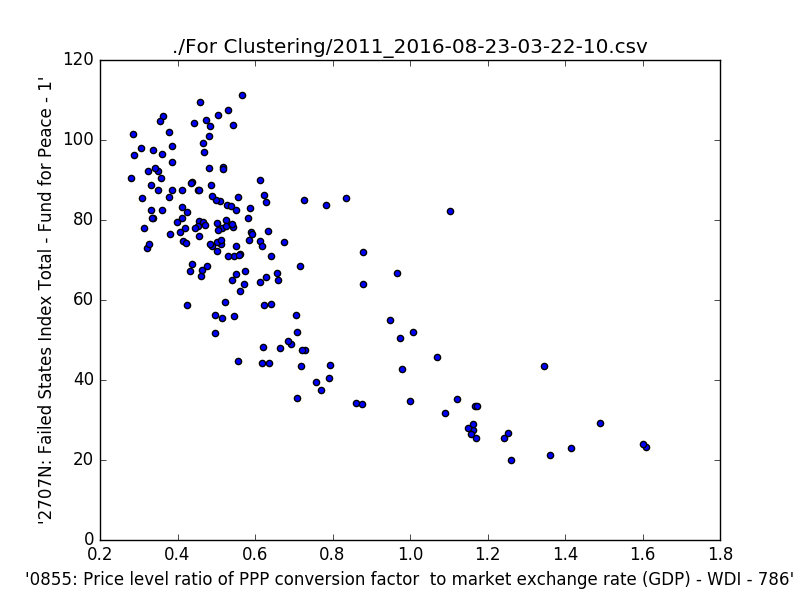 ./For Clustering/2011_2016-08-23-03-22-10.csv
120
100
80
60
40
20
0
'2707N: Failed States Index Total - Fund for Peace - 1'
0.2 0.4 0.6 0.8 1.0 1.2 1.4 1.6 1.8
'0855: Price level ratio of PPP conversion factor  to market exchange rate (GDP) - WDI - 786'